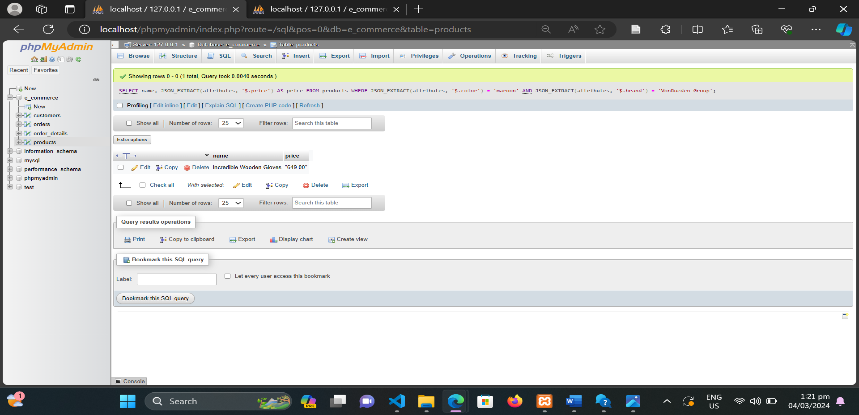 localhost / 127.0.0.1 / e_comme
localhost / 127.0.0.1 / e_commer
localhost/phpmyadmin/index.php?route=/sql&pos=0&db=e_commerce&table=products
phpMyAdmin
Recent Favorites
New
e_commerce
New
customers
orders
order_details
products
information_schema
mysql
performance_schema
phpmyadmin
test
Browse Structure SQL Search Insert Export Import Privileges Operations Tracking Triggers
Showing rows 0 - 0 (1 total, Query took 0.0040 seconds.)
SELECT name, JSON_EXTRACT(attributes, '$.price') AS price FROM products WHERE JSON_EXTRACT(attributes, '$.color') = 'maroon' AND JSON_EXTRACT(attributes, '$.brand') = 'VonRueden Group';
Profiling [ Edit inline ] [ Edit ] [ Explain SQL ] [ Create PHP code ] [ Refresh ]
Show all Number of rows: 25 Filter rows: Search this table
Extra options
name price
Edit Copy Delete Incredible Wooden Gloves "649.00"
Check all With selected: Edit Copy Delete Export
Show all Number of rows: 25 Filter rows: Search this table
Query results operations
Print Copy to clipboard Export Display chart Create view
Bookmark this SQL query
Label: Let every user access this bookmark
Bookmark this SQL query
Console
Search
ENG
US
1:21 pm
04/03/2024